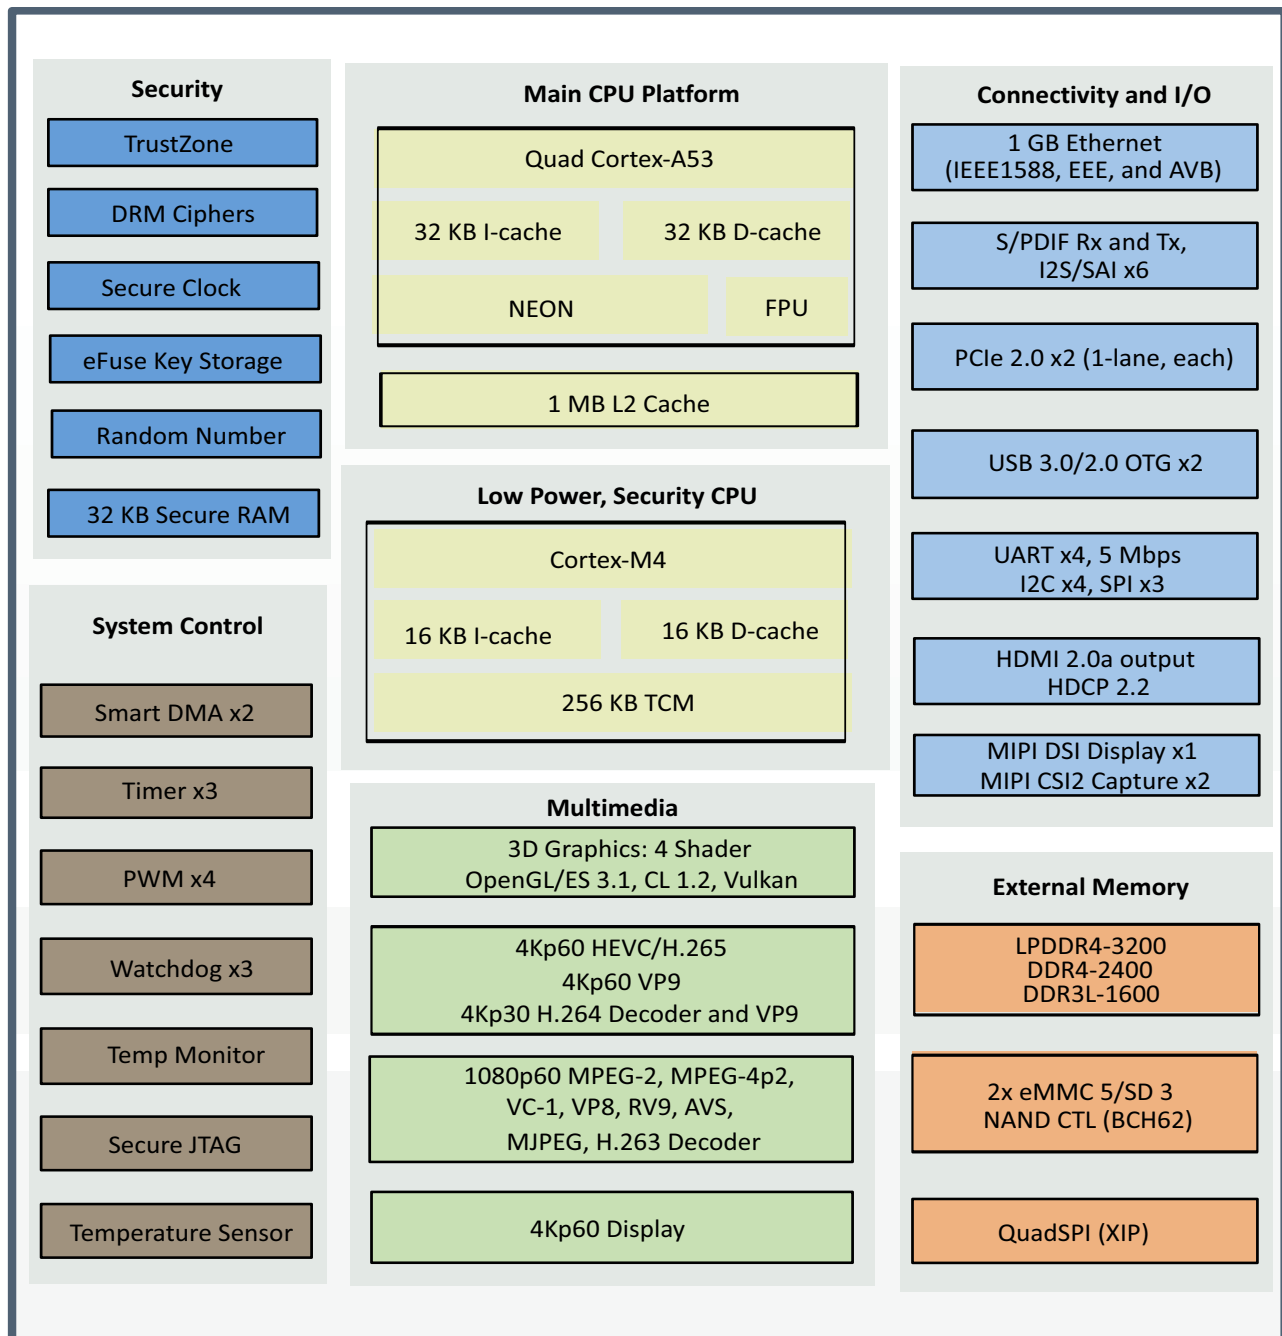 Security
TrustZone
DRM Ciphers
Secure Clock
eFuse Key Storage
Random Number
32 KB Secure RAM
System Control
Smart DMA x2
Timer x3
PWM x4
Watchdog x3
Temp Monitor
Secure JTAG
Temperature Sensor
Main CPU Platform
Quad Cortex-A53
32 KB I-cache
32 KB D-cache
NEON
FPU
1 MB L2 Cache
Low Power, Security CPU
Cortex-M4
16 KB I-cache
16 KB D-cache
256 KB TCM
Multimedia
3D Graphics: 4 Shader
OpenGL/ES 3.1, CL 1.2, Vulkan
4Kp60 HEVC/H.265
4Kp60 VP9
4Kp30 H.264 Decoder and VP9
1080p60 MPEG-2, MPEG-4p2,
VC-1, VP8, RV9, AVS,
MJPEG, H.263 Decoder
4Kp60 Display
Connectivity and I/O
1 GB Ethernet
(IEEE1588, EEE, and AVB)
S/PDIF Rx and Tx,
I2S/SAI x6
PCIe 2.0 x2 (1-lane, each)
USB 3.0/2.0 OTG x2
UART x4, 5 Mbps
I2C x4, SPI x3
HDMI 2.0a output
HDCP 2.2
MIPI DSI Display x1
MIPI CSI2 Capture x2
External Memory
LPDDR4-3200
DDR4-2400
DDR3L-1600
2x eMMC 5/SD 3
NAND CTL (BCH62)
QuadSPI (XIP)